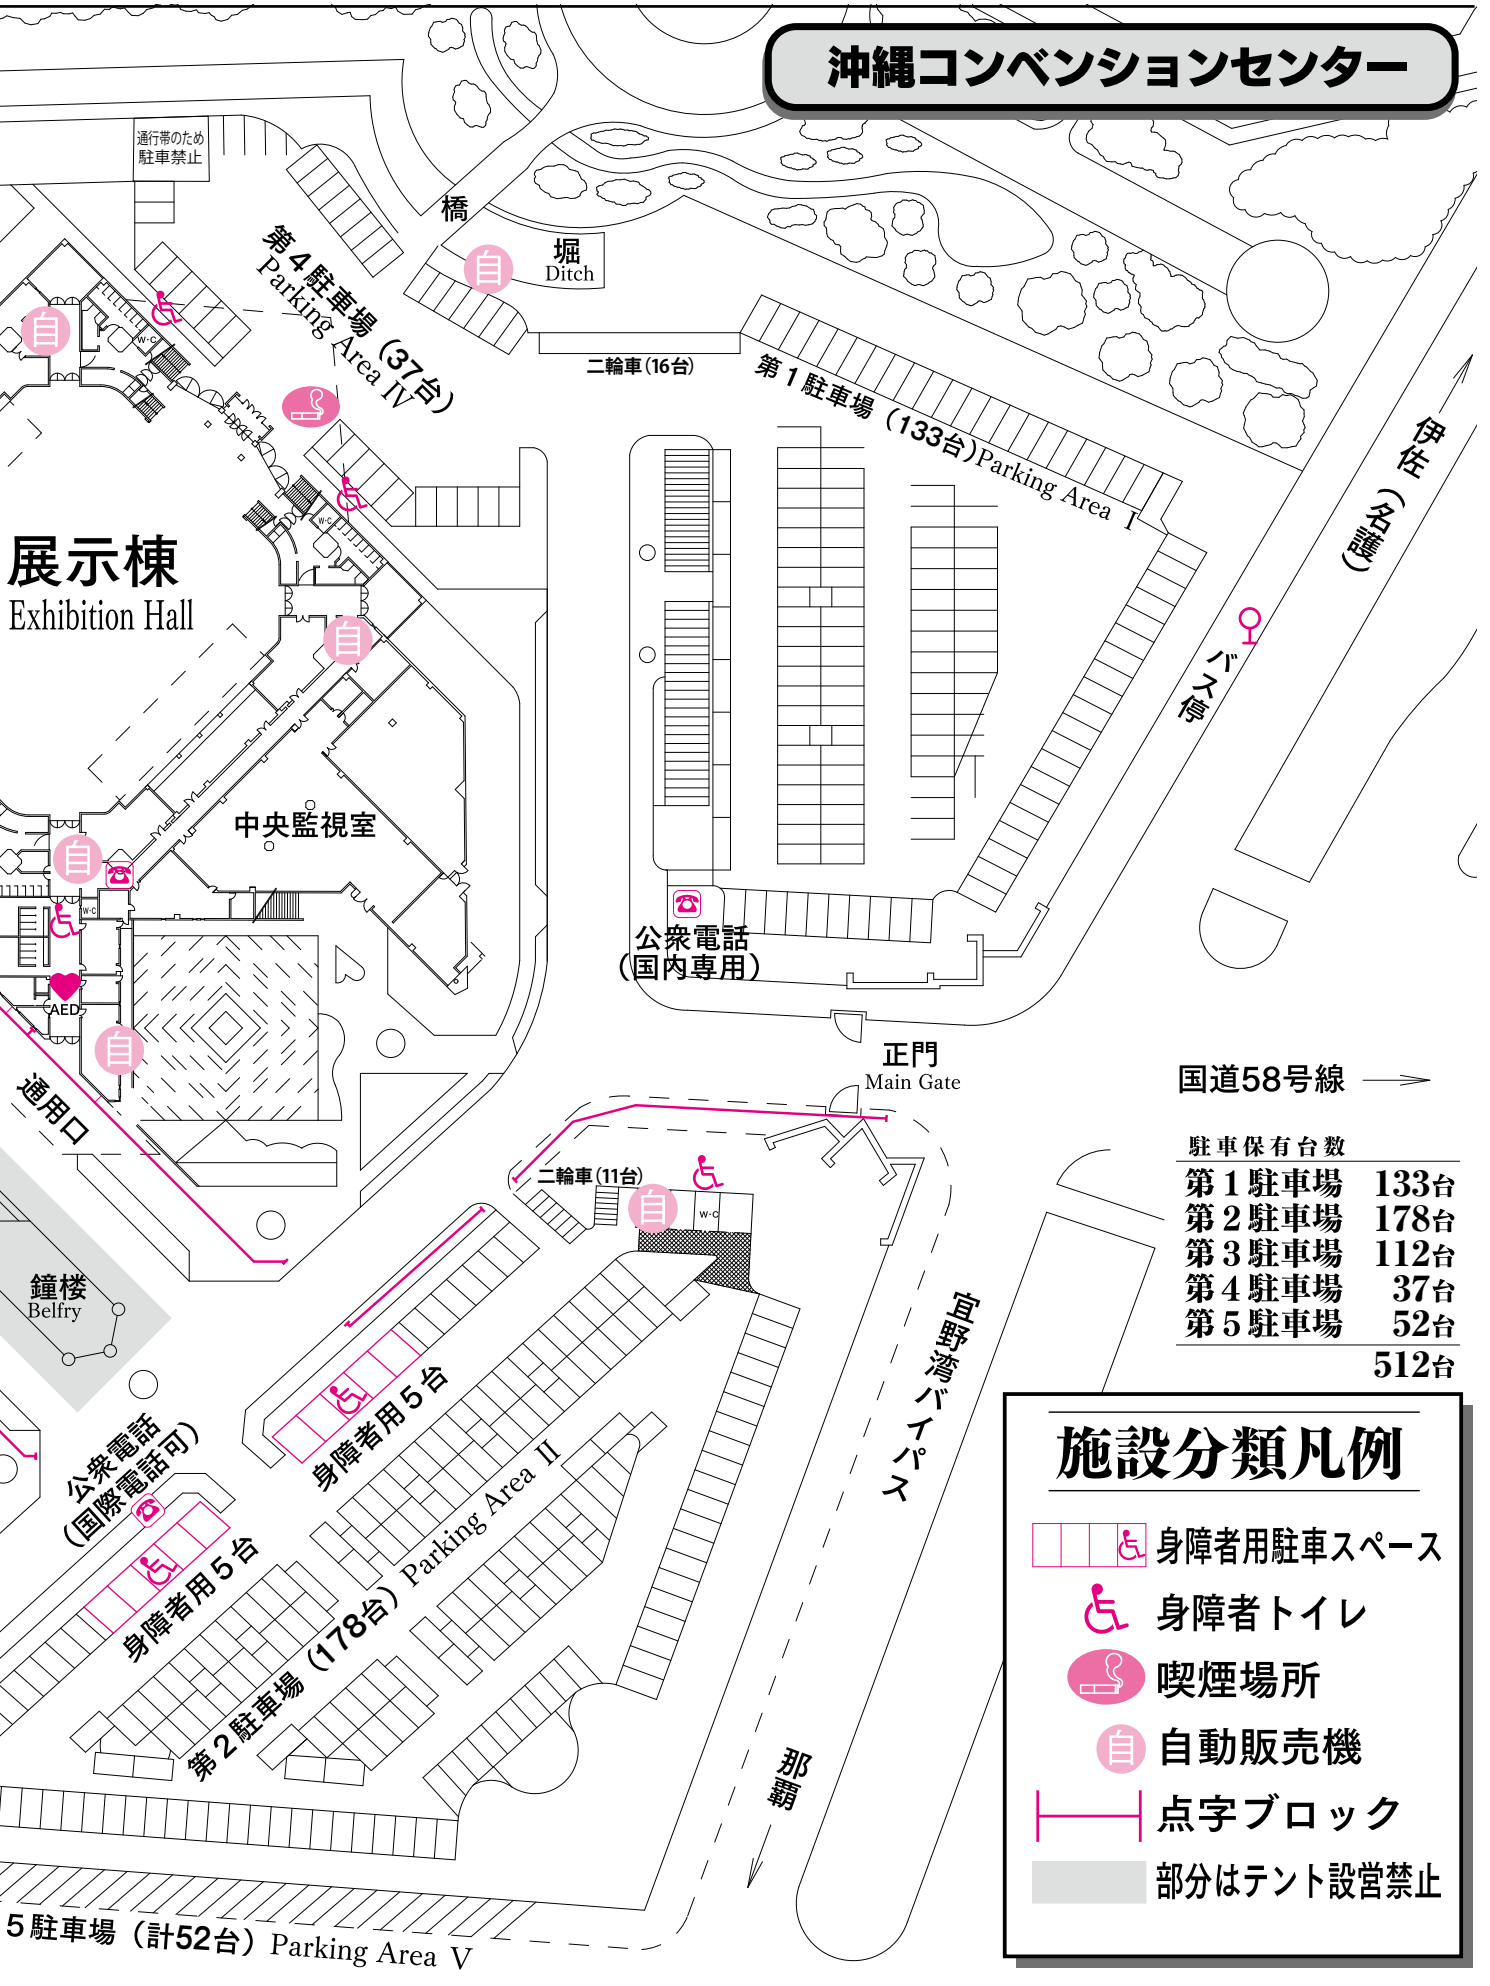 沖縄コンベンションセンター
通行帯のため
駐車禁止
橋
堀
Ditch
自
第4駐車場（37台）
Parking Area Ⅳ
自
W・C
二輪車（16台）
第1駐車場（133台）Parking Area Ⅰ
伊佐（名護）
W・C
展示棟
Exhibition Hall
自
バス停
中央監視室
自
W・C
公衆電話
（国内専用）
AED
自
正門
Main Gate
通用口
国道58号線
駐車保有台数
第1駐車場 133台
第2駐車場 178台
第3駐車場 112台
第4駐車場 37台
第5駐車場 52台
512台
二輪車（11台）
自
W・C
鐘楼
Belfry
宜野湾バイパス
身障者用5台
公衆電話
（国際電話可）
身障者用5台
第2駐車場（178台）Parking Area Ⅱ
那覇
5駐車場（計52台）Parking Area Ⅴ
施設分類凡例
身障者用駐車スペース
身障者トイレ
喫煙場所
自 自動販売機
点字ブロック
部分はテント設営禁止